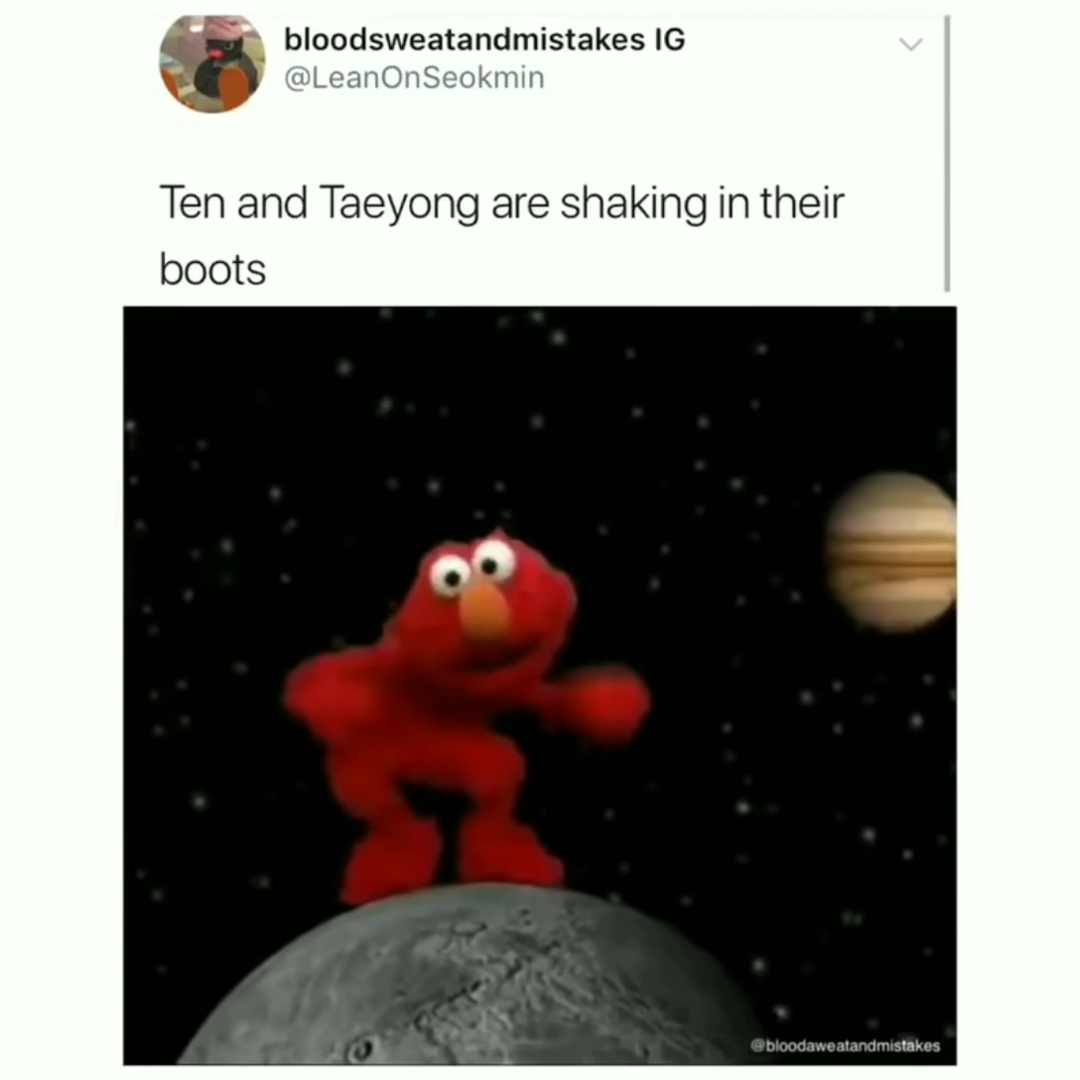 bloodsweatandmistakes IG
@LeanOnSeokmin
Ten and Taeyong are shaking in their
boots
@bloodaweatandmistakes